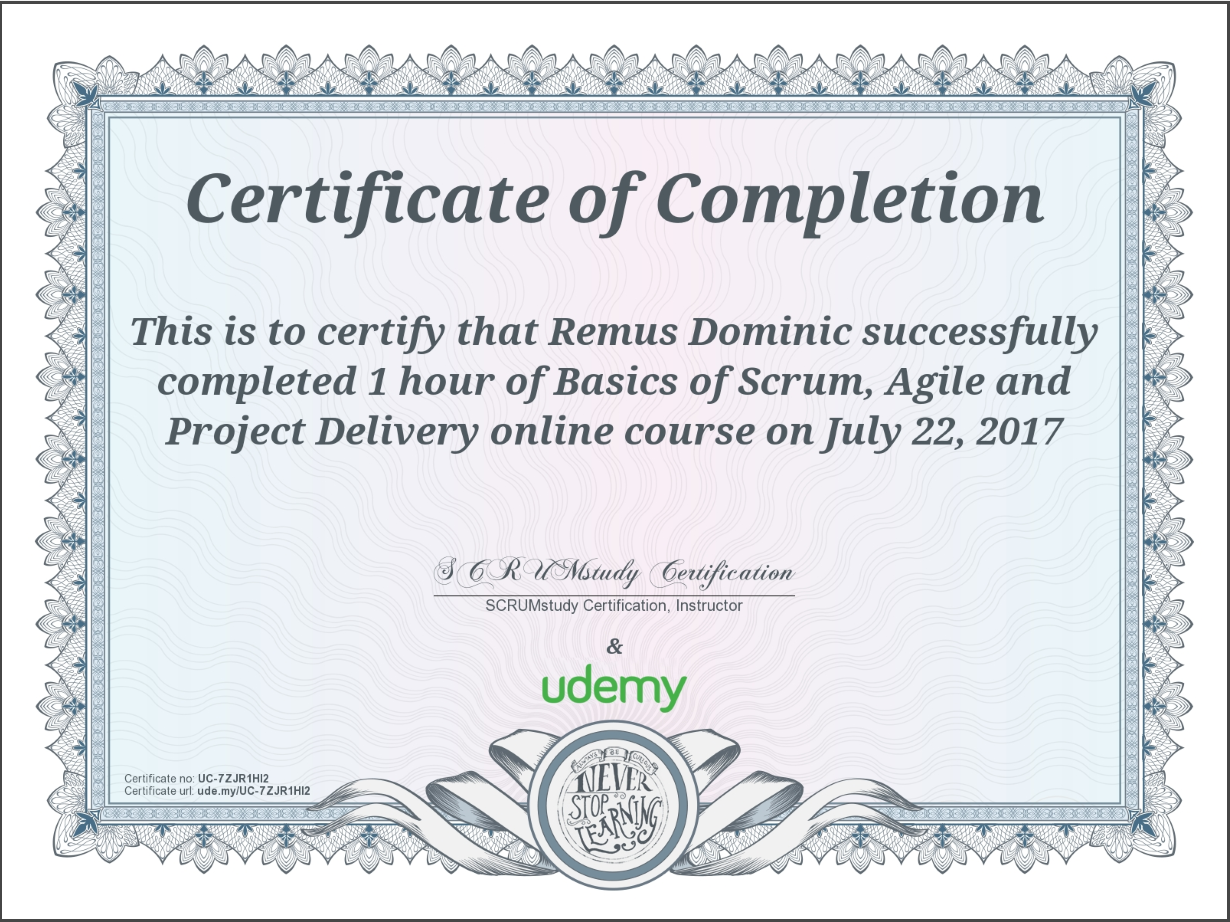 Certificate of Completion
This is to certify that Remus Dominic successfully
completed 1 hour of Basics of Scrum, Agile and
Project Delivery online course on July 22, 2017
SCRUMstudy Certification
SCRUMstudy Certification, Instructor
&
udemy
ALWAYS BE
NEVER
STOP
LEARNING
Certificate no: UC-7ZJR1HI2
Certificate url: ude.my/UC-7ZJR1HI2